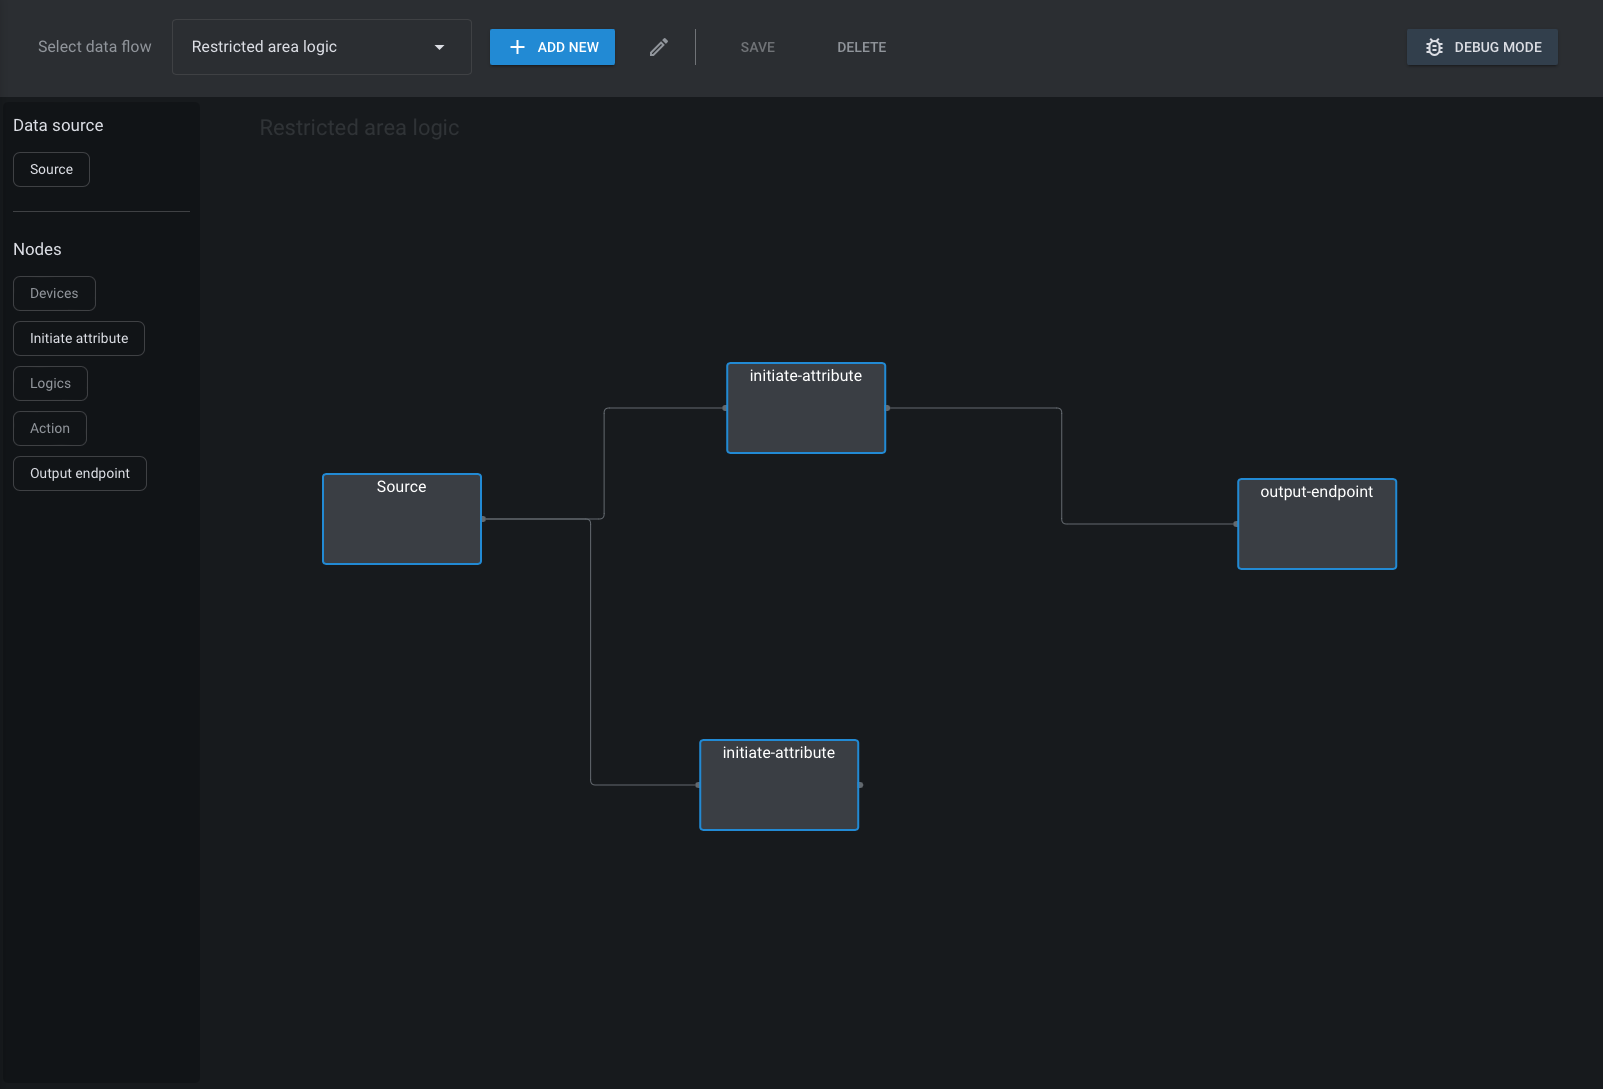 Select data flow
Restricted area logic
ADD NEW
SAVE
DELETE
DEBUG MODE
Data source
Source
Nodes
Devices
Initiate attribute
Logics
Action
Output endpoint
Restricted area logic
initiate-attribute
Source
output-endpoint
initiate-attribute